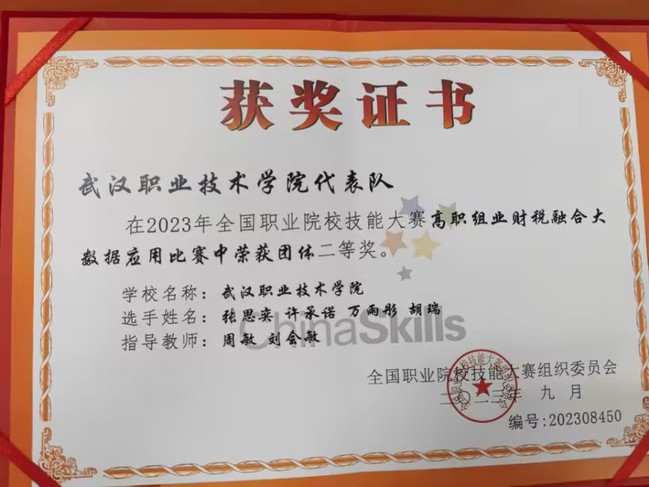 获奖证书
武汉职业技术学院代表队
在2023年全国职业院校技能大赛高职组业财税融合大
数据应用比赛中荣获团体二等奖。
学校名称：武汉职业技术学院
选手姓名：张思奕 许承诺 万雨彤 胡瑞
指导教师：周敏 刘会敏
ChinaSkills
全国职业院校技能大赛组织委员会
二〇二三年 九月
编号:202308450